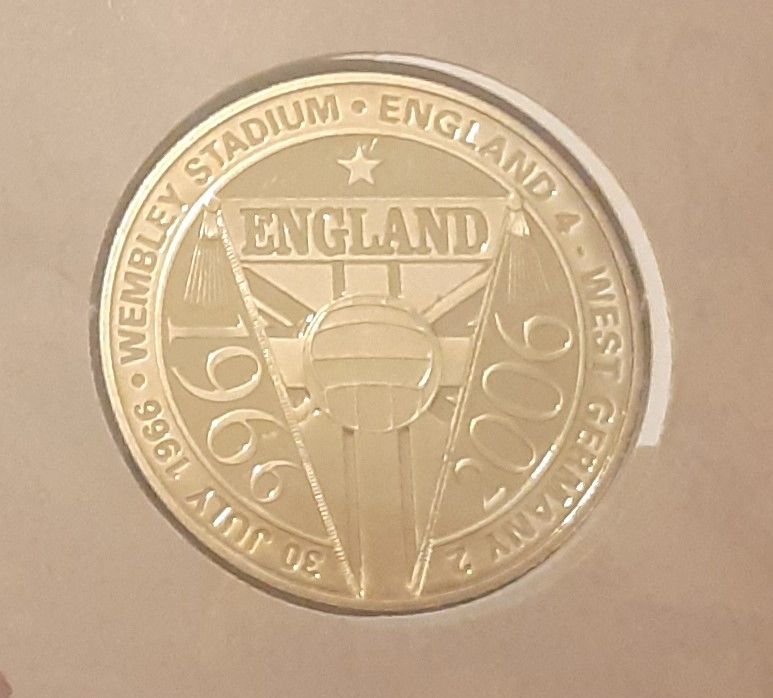 30 JULY 1966 • WEMBLEY STADIUM • ENGLAND 4 - WEST GERMANY 2
ENGLAND
1966
2006